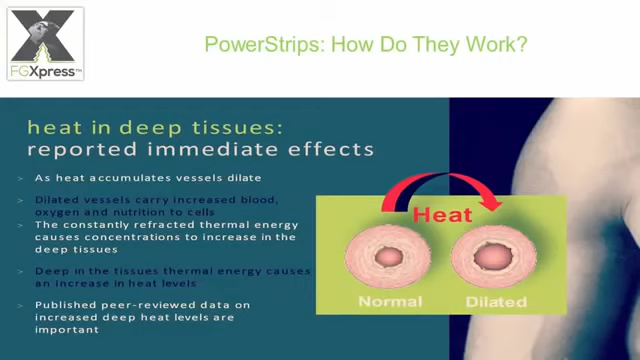 FGXpress™
PowerStrips: How Do They Work?
heat in deep tissues:
reported immediate effects
> As heat accumulates vessels dilate
> Dilated vessels carry increased blood,
oxygen and nutrition to cells
> The constantly refracted thermal energy
causes concentrations to increase in the
deep tissues
> Deep in the tissues thermal energy causes
an increase in heat levels
> Published peer-reviewed data on
increased deep heat levels are
important
Heat
Normal
Dilated